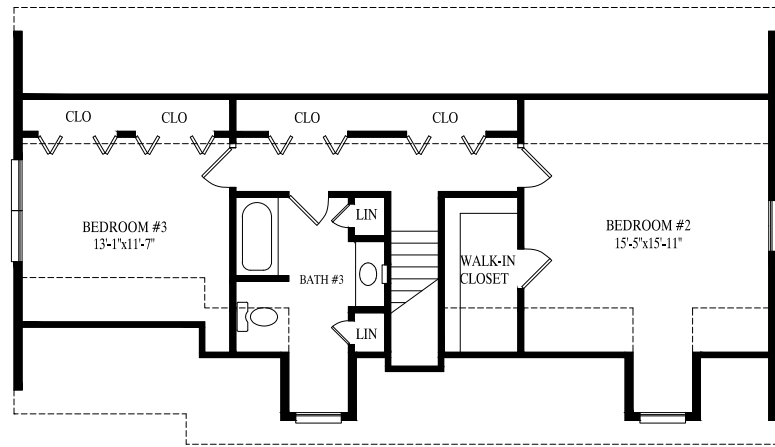 CLO
CLO
CLO
CLO
LIN
BEDROOM #3
13'-1"x11'-7"
BEDROOM #2
15'-5"x15'-11"
WALK-IN
CLOSET
BATH #3
LIN